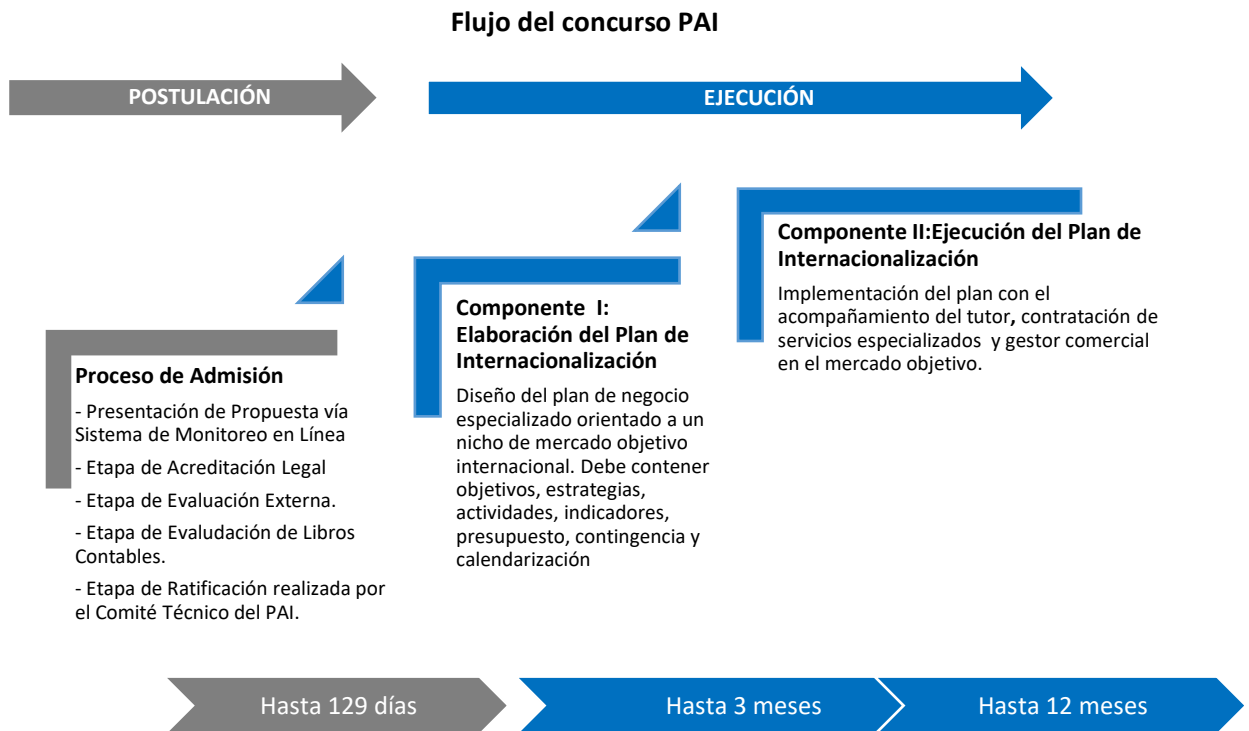 Flujo del concurso PAI
POSTULACIÓN
EJECUCIÓN
Proceso de Admisión
- Presentación de Propuesta vía
Sistema de Monitoreo en Línea
- Etapa de Acreditación Legal
- Etapa de Evaluación Externa.
- Etapa de Evaludación de Libros
Contables.
- Etapa de Ratificación realizada por
el Comité Técnico del PAI.
Componente I:
Elaboración del Plan de
Internacionalización
Diseño del plan de negocio
especializado orientado a un
nicho de mercado objetivo
internacional. Debe contener
objetivos, estrategias,
actividades, indicadores,
presupuesto, contingencia y
calendarización
Componente II:Ejecución del Plan de
Internacionalización
Implementación del plan con el
acompañamiento del tutor, contratación de
servicios especializados y gestor comercial
en el mercado objetivo.
Hasta 129 días
Hasta 3 meses
Hasta 12 meses